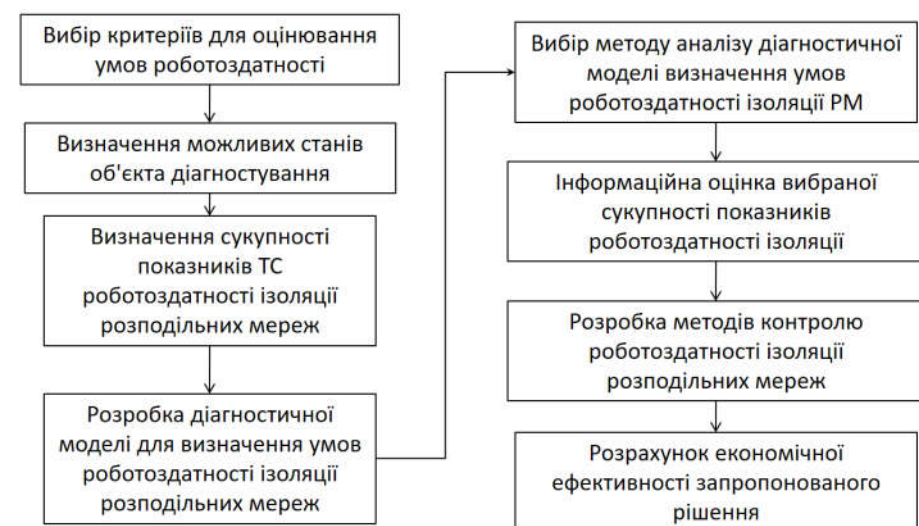 Вибір критеріїв для оцінювання
умов роботоздатності
Визначення можливих станів
об'єкта діагностування
Визначення сукупності
показників ТС
роботоздатності ізоляції
розподільних мереж
Розробка діагностичної
моделі для визначення умов
роботоздатності ізоляції
розподільних мереж
Вибір методу аналізу діагностичної
моделі визначення умов
роботоздатності ізоляції РМ
Інформаційна оцінка вибраної
сукупності показників
роботоздатності ізоляції
Розробка методів контролю
роботоздатності ізоляції
розподільних мереж
Розрахунок економічної
ефективності запропонованого
рішення